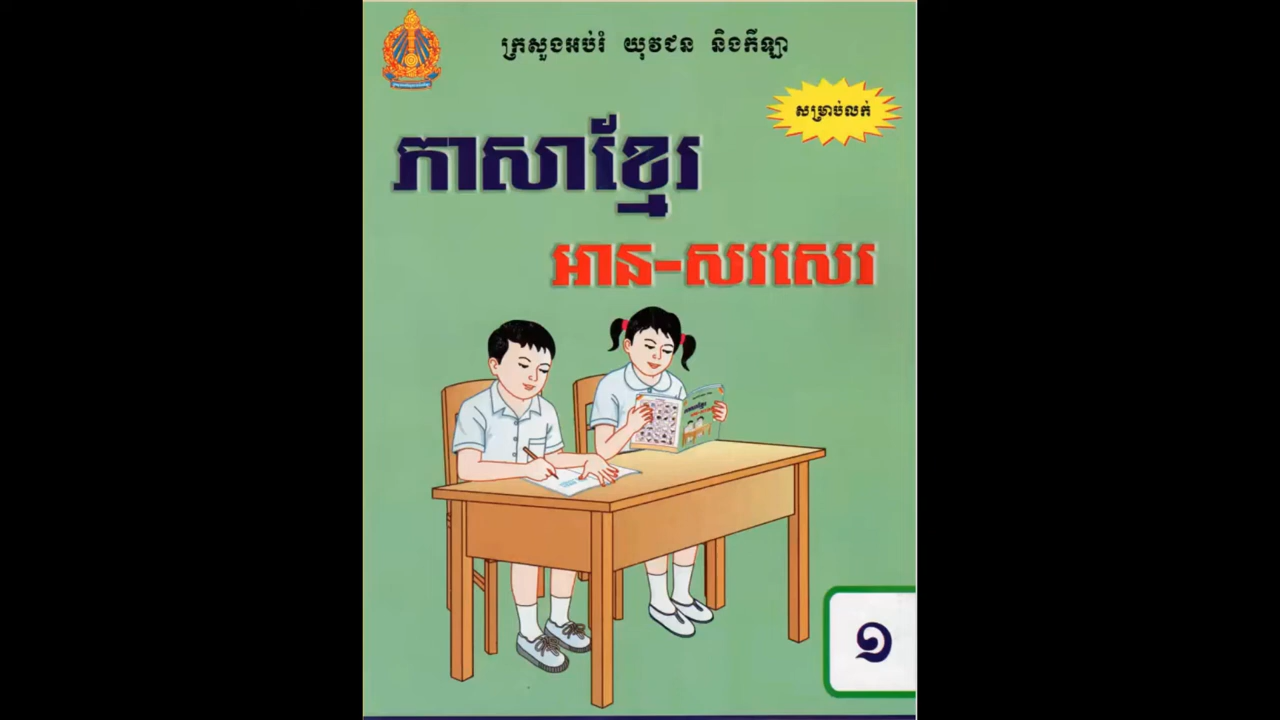 ក្រសួងអប់រំ យុវជន និងកីឡា
សម្រាប់លក់
ភាសាខ្មែរ
អាន-សរសេរ
១